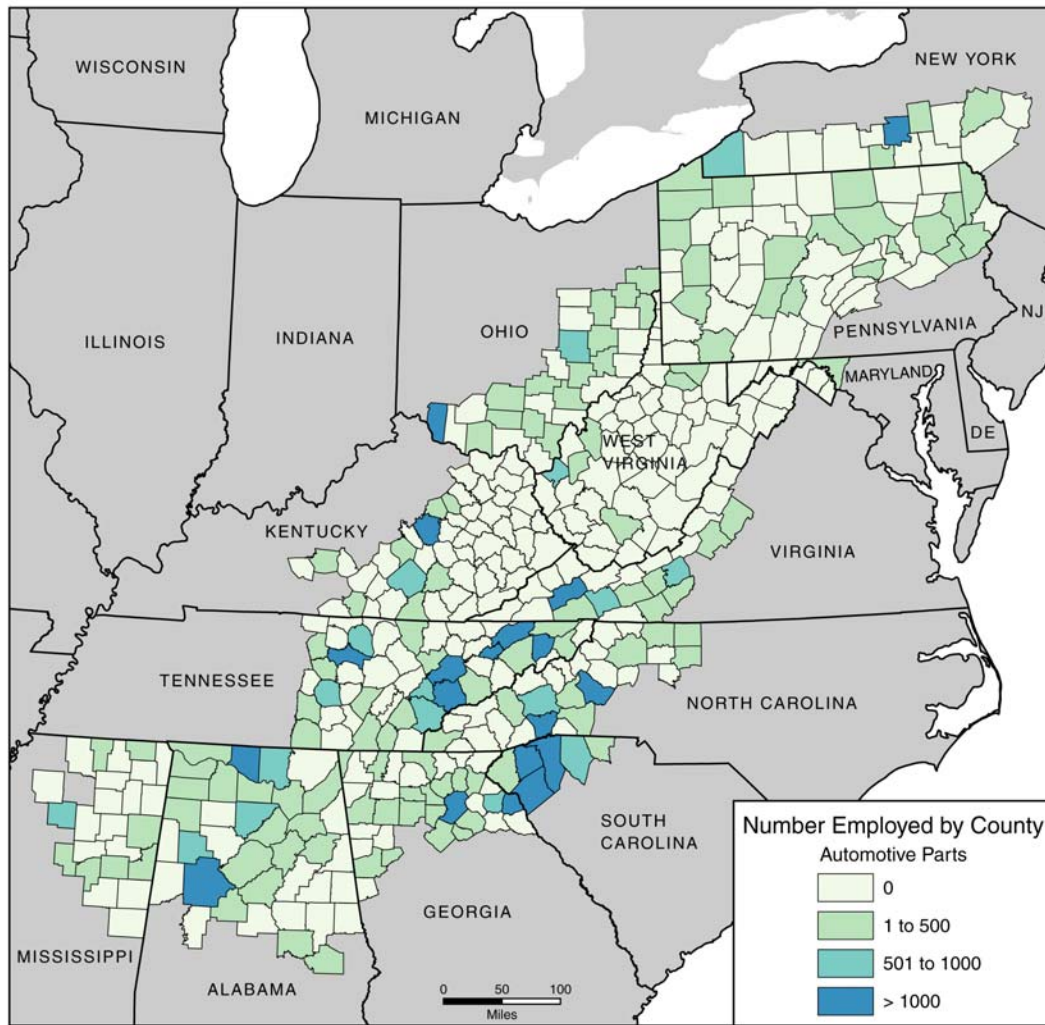 WISCONSIN
NEW YORK
MICHIGAN
ILLINOIS
INDIANA
OHIO
PENNSYLVANIA
NJ
MARYLAND
DE
WEST
VIRGINIA
KENTUCKY
VIRGINIA
TENNESSEE
NORTH CAROLINA
SOUTH
CAROLINA
GEORGIA
MISSISSIPPI
ALABAMA
0 50 100
Miles
Number Employed by County
Automotive Parts
0
1 to 500
501 to 1000
> 1000